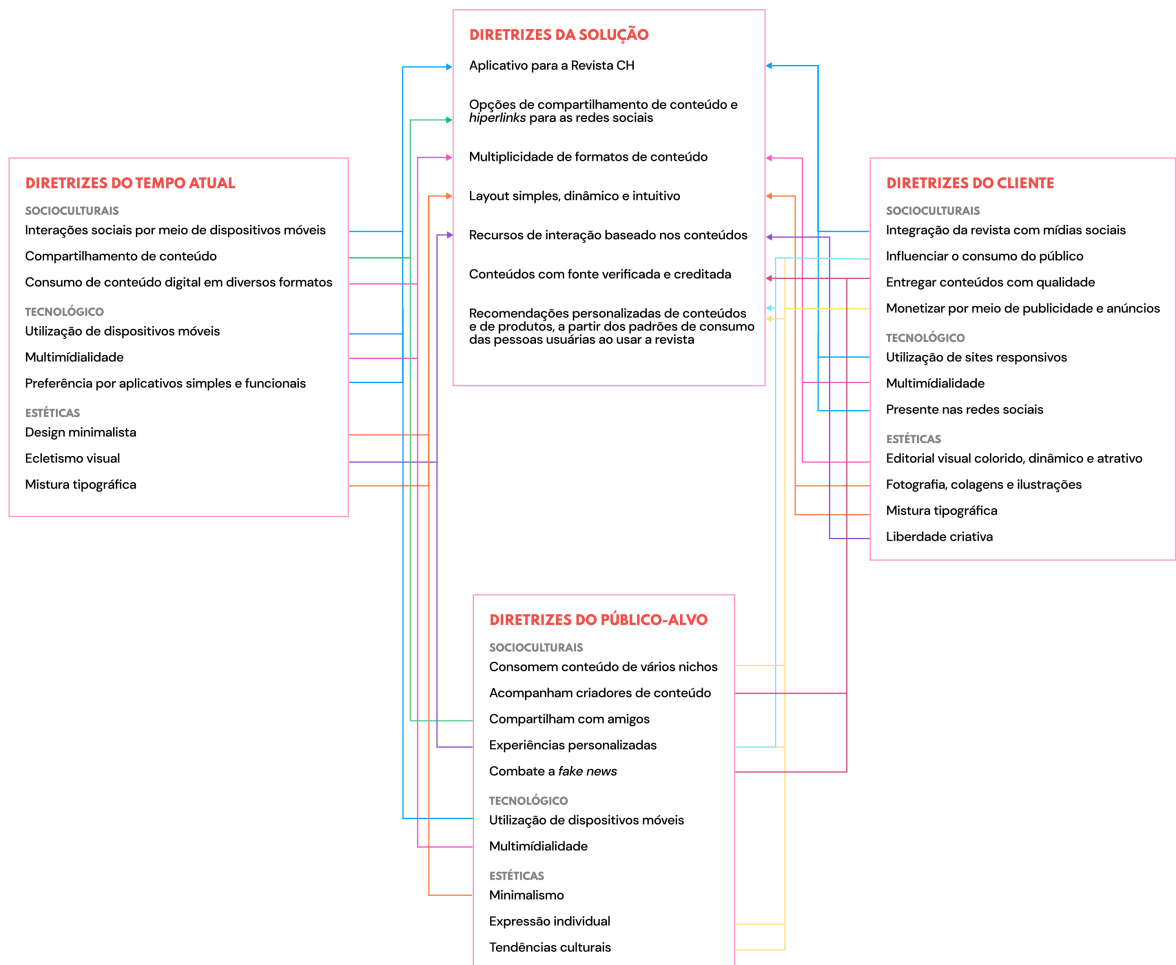 DIRETRIZES DA SOLUÇÃO
Aplicativo para a Revista CH
Opções de compartilhamento de conteúdo e
hiperlinks para as redes sociais
Multiplicidade de formatos de conteúdo
Layout simples, dinâmico e intuitivo
Recursos de interação baseado nos conteúdos
Conteúdos com fonte verificada e creditada
Recomendações personalizadas de conteúdos
e de produtos, a partir dos padrões de consumo
das pessoas usuárias ao usar a revista
DIRETRIZES DO TEMPO ATUAL
SOCIOCULTURAIS
Interações sociais por meio de dispositivos móveis
Compartilhamento de conteúdo
Consumo de conteúdo digital em diversos formatos
TECNOLÓGICO
Utilização de dispositivos móveis
Multimídialidade
Preferência por aplicativos simples e funcionais
ESTÉTICAS
Design minimalista
Ecletismo visual
Mistura tipográfica
DIRETRIZES DO CLIENTE
SOCIOCULTURAIS
Integração da revista com mídias sociais
Influenciar o consumo do público
Entregar conteúdos com qualidade
Monetizar por meio de publicidade e anúncios
TECNOLÓGICO
Utilização de sites responsivos
Multimídialidade
Presente nas redes sociais
ESTÉTICAS
Editorial visual colorido, dinâmico e atrativo
Fotografia, colagens e ilustrações
Mistura tipográfica
Liberdade criativa
DIRETRIZES DO PÚBLICO-ALVO
SOCIOCULTURAIS
Consomem conteúdo de vários nichos
Acompanham criadores de conteúdo
Compartilham com amigos
Experiências personalizadas
Combate a fake news
TECNOLÓGICO
Utilização de dispositivos móveis
Multimídialidade
ESTÉTICAS
Minimalismo
Expressão individual
Tendências culturais